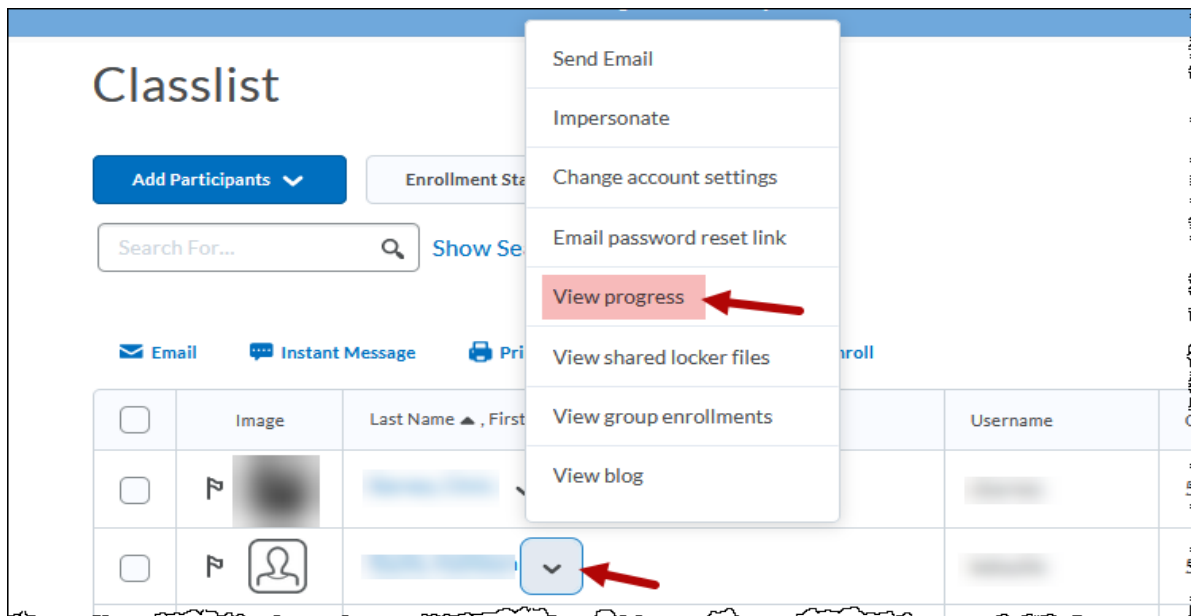 Classlist
Add Participants
Enrollment Sta
Search For...
Show Se
Send Email
Impersonate
Change account settings
Email password reset link
View progress
View shared locker files
View group enrollments
View blog
Email
Instant Message
Pri
nroll
Image
Last Name , First
Username